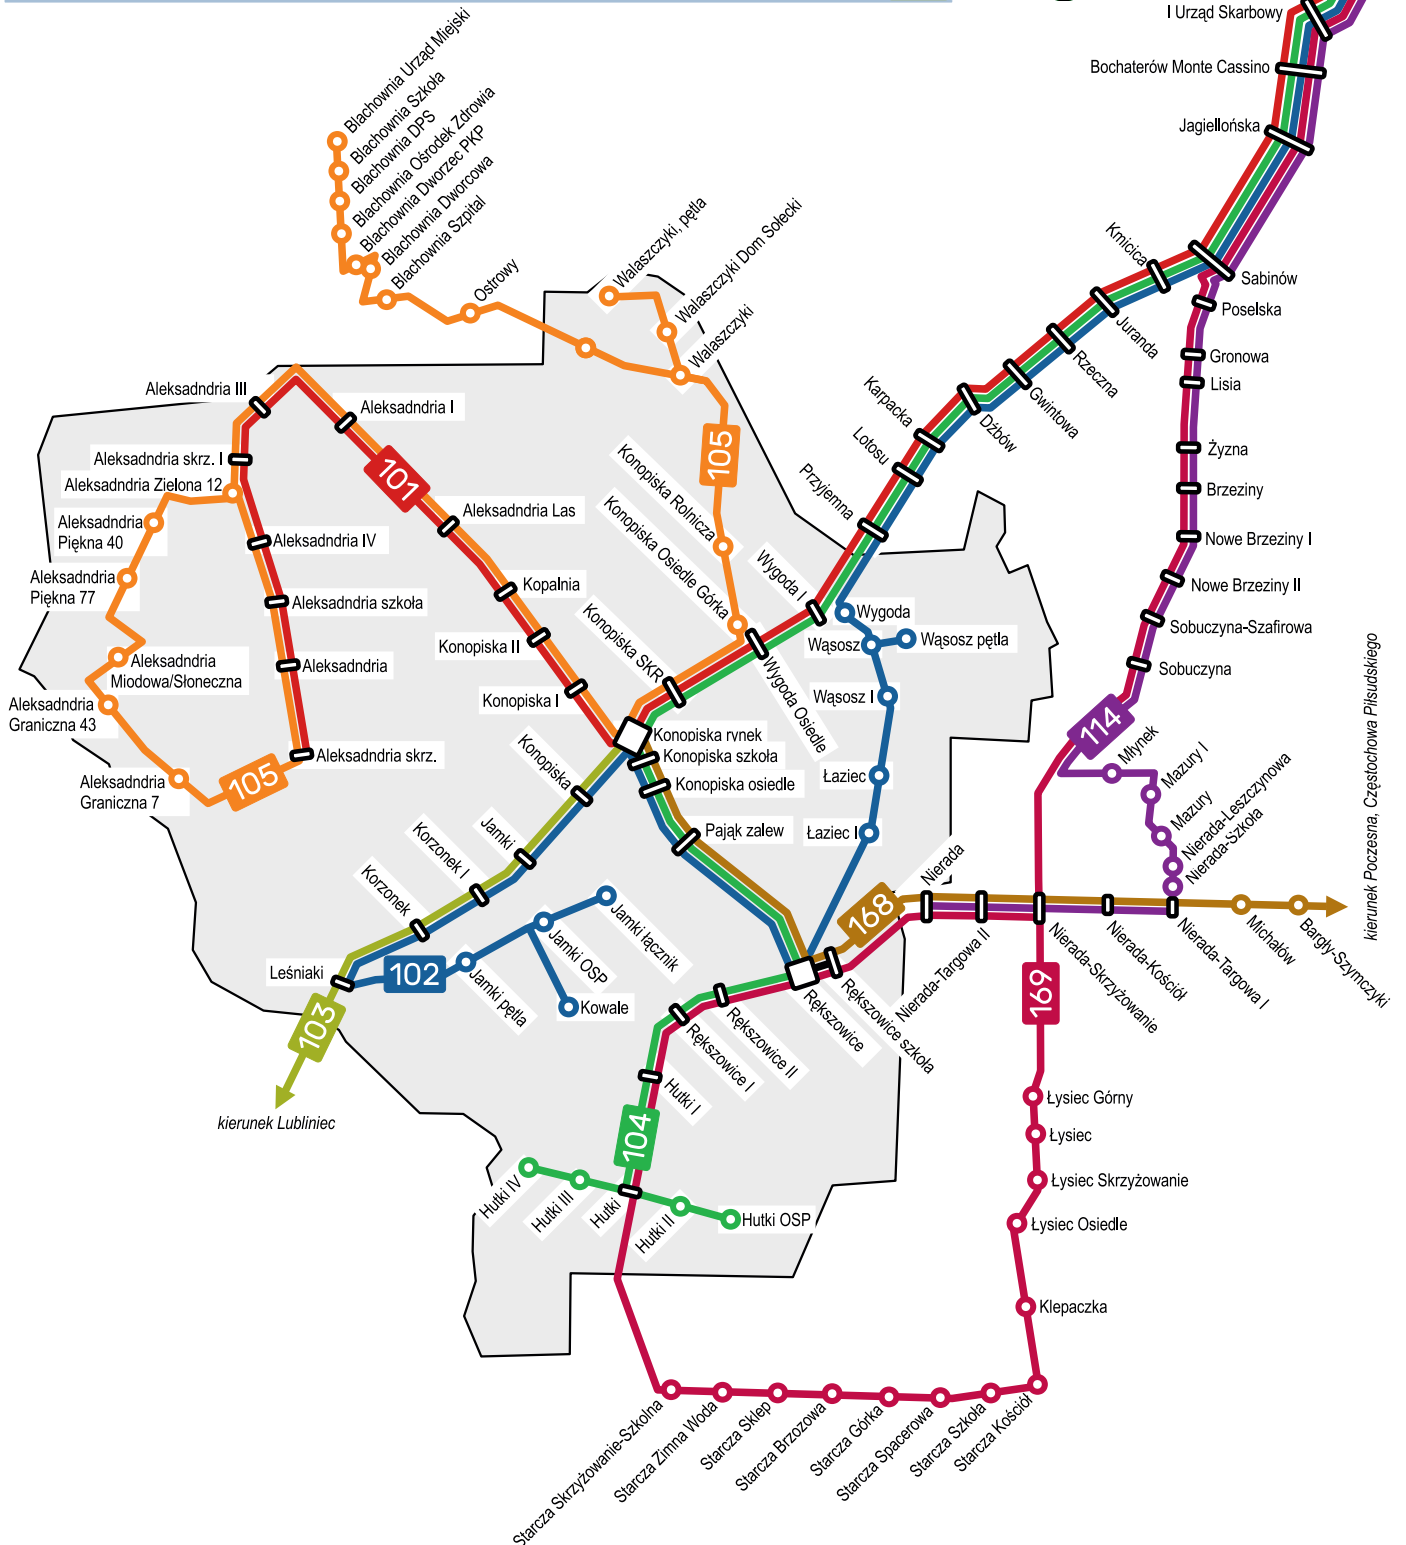 I Urząd Skarbowy
Bochaterów Monte Cassino
Jagiellońska
Kmicica
Sabinów
Poselska
Juranda
Gronowa
Rzeczna
Lisia
Gwintowa
Dźbów
Karpacka
Lotosu
Żyzna
Przyjemna
Brzeziny
Nowe Brzeziny I
Nowe Brzeziny II
Sobuczyna-Szafirowa
Sobuczyna
Blachownia Urząd Miejski
Blachownia Szkoła
Blachownia DPS
Blachownia Ośrodek Zdrowia
Blachownia Dworzec PKP
Blachownia Dworcowa
Blachownia Szpital
Ostrowy
Walaszczyki, pętla
Walaszczyki Dom Sołecki
Walaszczyki
105
Konopiska Rolnicza
Konopiska Osiedle Górka
Wygoda I
Konopiska SKR
Wygoda Osiedle
Aleksadndria III
Aleksadndria I
Aleksadndria skrz. I
Aleksadndria Zielona 12
101
Aleksadndria
Piękna 40
Aleksadndria IV
Aleksadndria Las
Aleksadndria
Piękna 77
Aleksadndria szkoła
Kopalnia
Konopiska II
Aleksadndria
Miodowa/Słoneczna
Aleksadndria
Konopiska I
Aleksadndria
Graniczna 43
Aleksadndria skrz.
105
Aleksadndria
Graniczna 7
Konopiska rynek
Konopiska szkoła
Konopiska osiedle
Pająk zalew
Konopiska
Jamki
Korzonek I
Korzonek
Leśniaki
102
103
kierunek Lubliniec
Jamki pętla
Jamki OSP
Jamki łącznik
Kowale
Wygoda
Wąsosz
Wąsosz pętla
Wąsosz I
Łaziec
Łaziec I
114
Młynek
Mazury I
Mazury
Nierada-Leszczynowa
Nierada-Szkoła
kierunek Poczesna, Częstochowa Piłsudskiego
168
Nierada
Nierada-Targowa II
Nierada-Skrzyżowanie
Nierada-Kościół
Nierada-Targowa I
Michałów
Bargły-Szymczyki
Rększowice
Rększowice szkoła
Rększowice II
Rększowice I
Hutki I
104
Hutki IV
Hutki III
Hutki
Hutki II
Hutki OSP
169
Łysiec Górny
Łysiec
Łysiec Skrzyżowanie
Łysiec Osiedle
Klepaczka
Starcza Skrzyżowanie-Szkolna
Starcza Zimna Woda
Starcza Sklep
Starcza Brzozowa
Starcza Górka
Starcza Spacerowa
Starcza Szkoła
Starcza Kościół